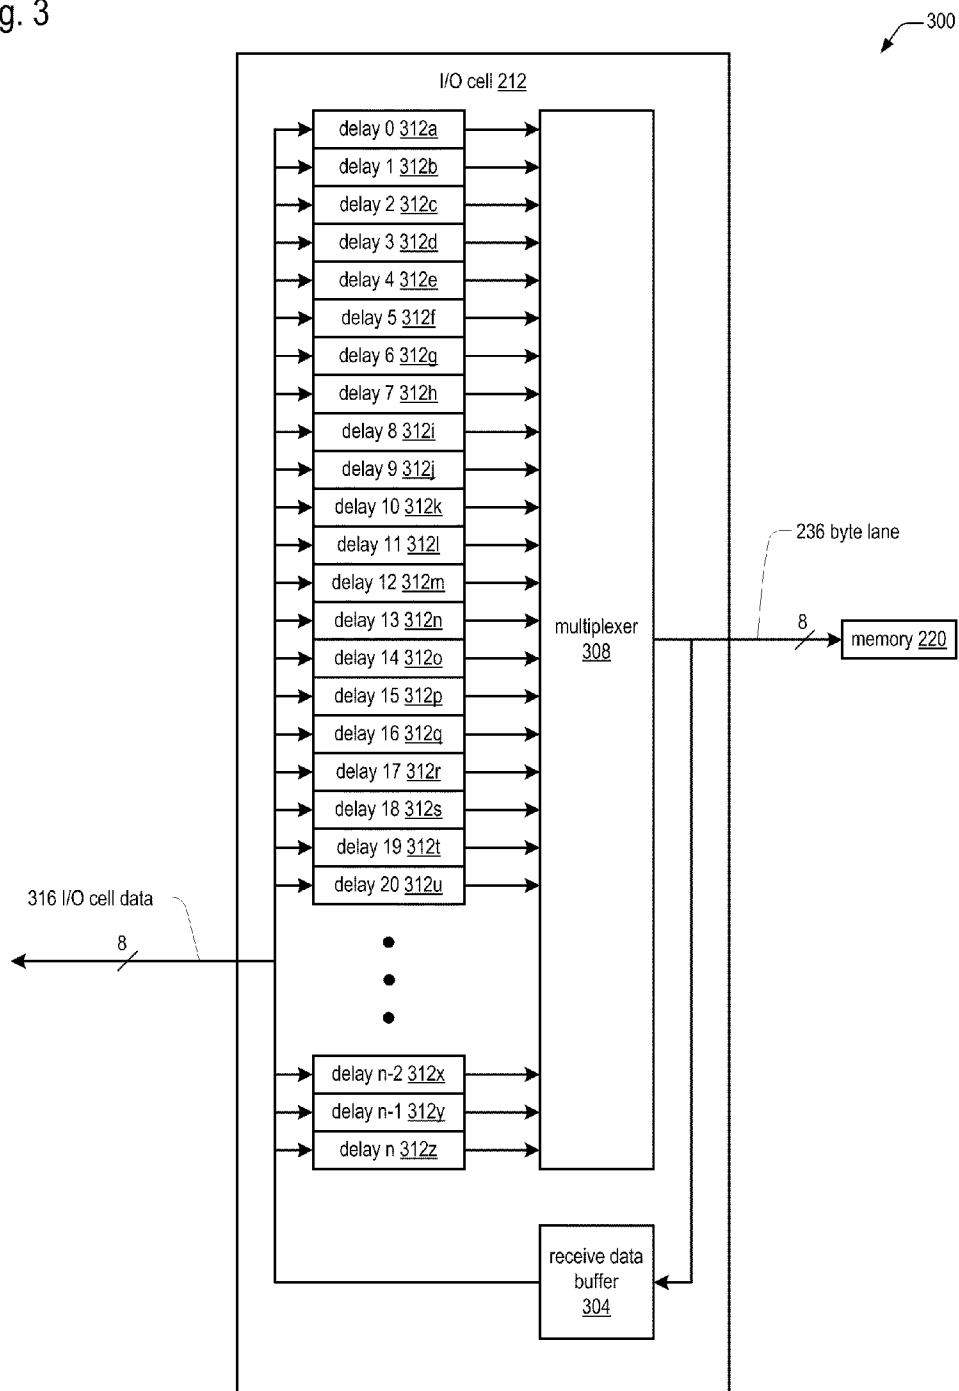 g. 3
300
I/O cell 212
delay 0 312a
delay 1 312b
delay 2 312c
delay 3 312d
delay 4 312e
delay 5 312f
delay 6 312g
delay 7 312h
delay 8 312i
delay 9 312j
delay 10 312k
delay 11 312l
delay 12 312m
delay 13 312n
delay 14 312o
delay 15 312p
delay 16 312q
delay 17 312r
delay 18 312s
delay 19 312t
delay 20 312u
236 byte lane
multiplexer
308
8
memory 220
316 I/O cell data
8
delay n-2 312x
delay n-1 312y
delay n 312z
receive data
buffer
304